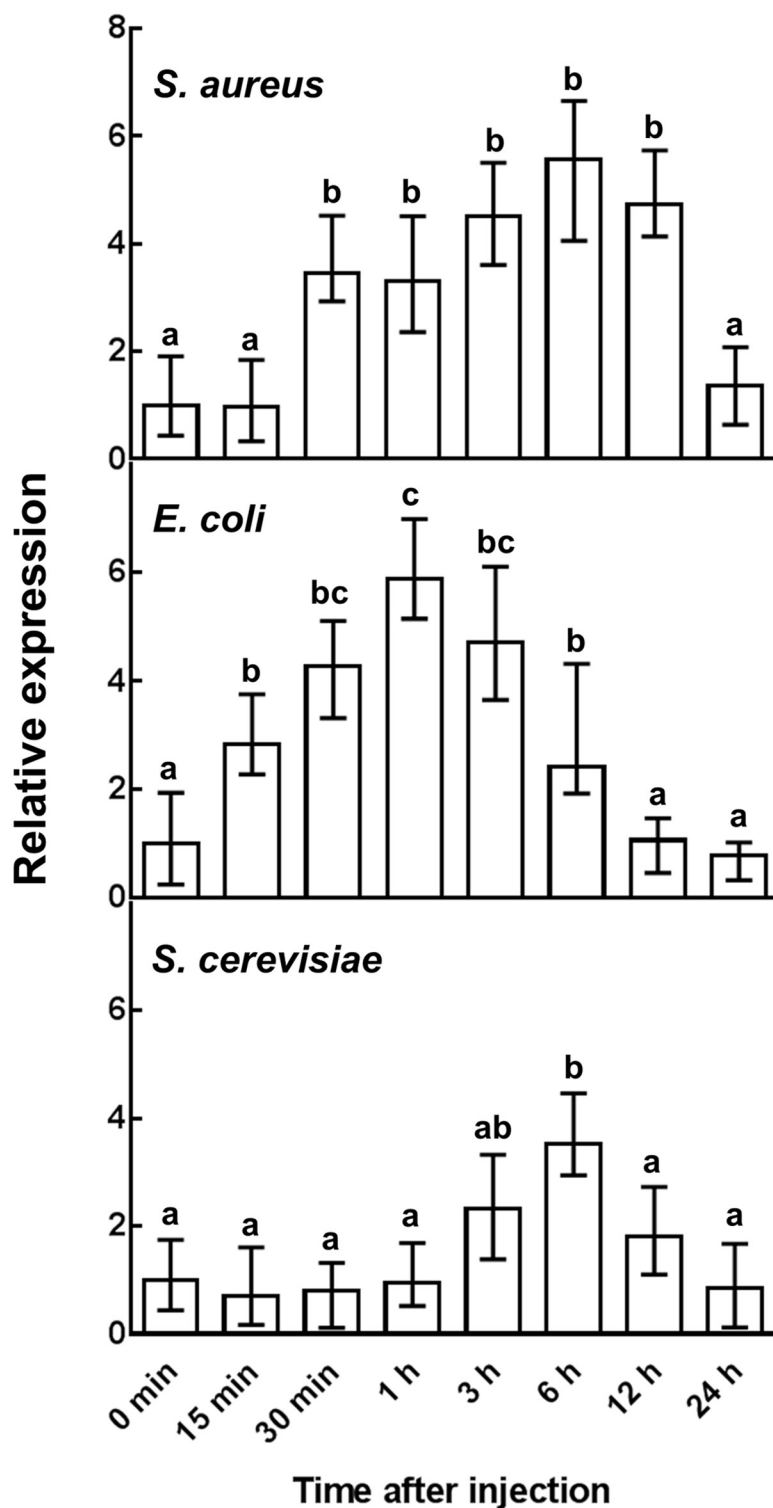 8
S. aureus
b
b
b
b
b
6
4
a
a
a
2
0
Relative expression
E. coli
c
bc
bc
6
b
b
4
a
a
a
2
0
S. cerevisiae
6
b
4
ab
a
a
a
a
a
a
2
0
0 min
15 min
30 min
1 h
3 h
6 h
12 h
24 h
Time after injection